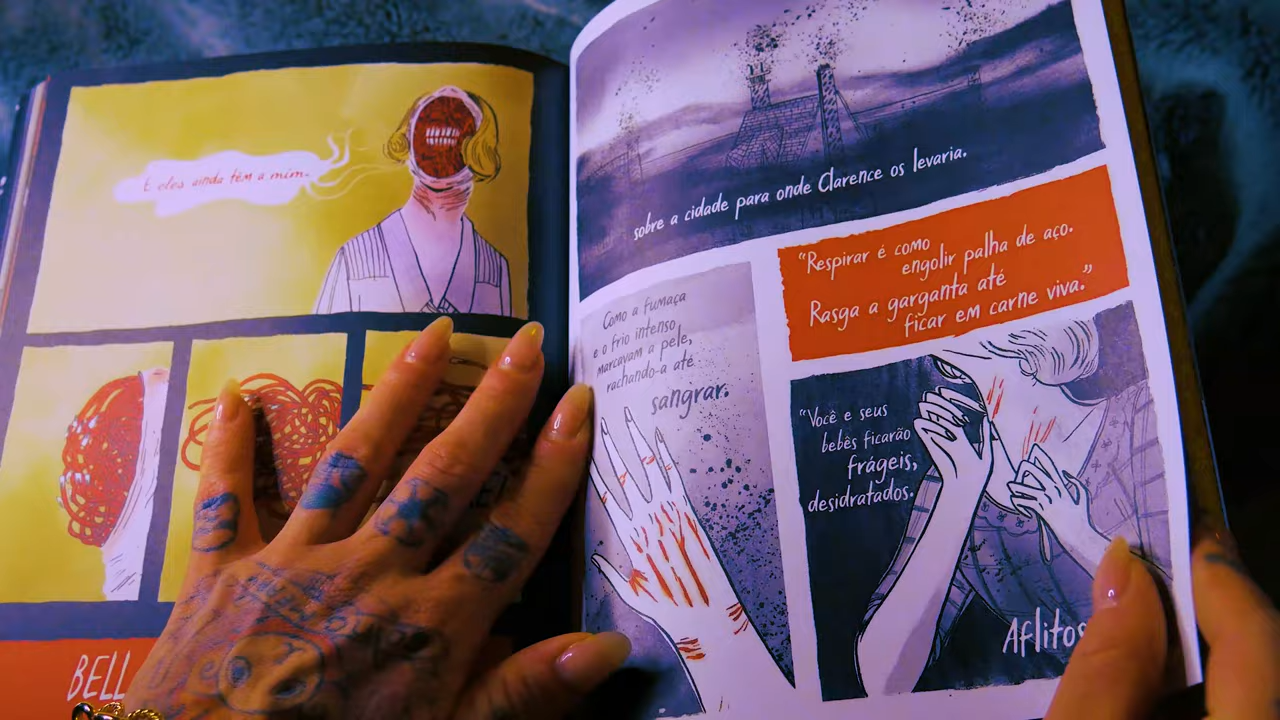 E eles ainda têm a mim.
BELL
sobre a cidade para onde Clarence os levaria.
“Respirar é como
engolir palha de aço.
Rasga a garganta até
ficar em carne viva.”
Como a fumaça
e o frio intenso
marcavam a pele,
rachando-a até
sangrar.
“Você e seus
bebês ficarão
frágeis,
desidratados.
Aflitos